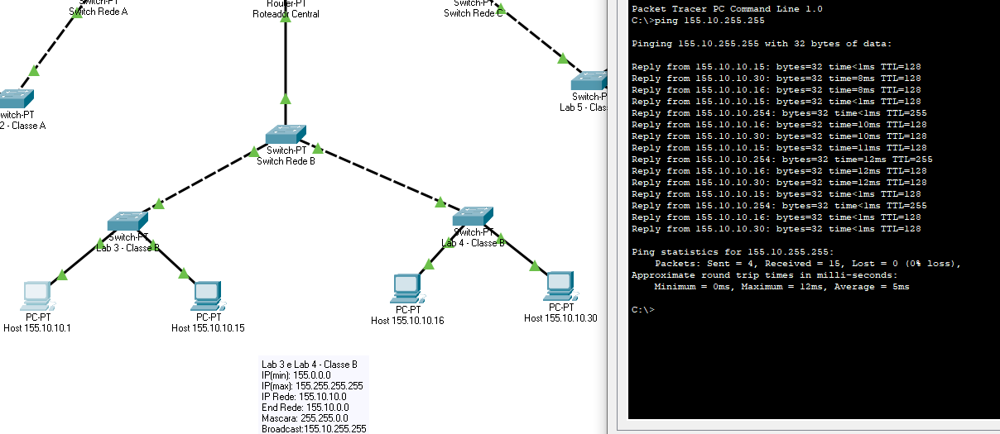 Switch-PT
Switch Rede A
Router-PT
Roteador Central
Switch-PT
Switch Rede C
witch-PT
2 - Classe A
Switch-P
Lab 5 - Clas
Switch-PT
Switch Rede B
Switch-PT
Lab 3 - Classe B
Switch-PT
Lab 4 - Classe B
PC-PT
Host 155.10.10.1
PC-PT
Host 155.10.10.15
PC-PT
Host 155.10.10.16
PC-PT
Host 155.10.10.30
Lab 3 e Lab 4 - Classe B
IP(min): 155.0.0.0
IP(max): 155.255.255.255
IP Rede: 155.10.10.0
End Rede: 155.10.0.0
Mascara: 255.255.0.0
Broadcast:155.10.255.255
Packet Tracer PC Command Line 1.0
C:\>ping 155.10.255.255
Pinging 155.10.255.255 with 32 bytes of data:
Reply from 155.10.10.15: bytes=32 time<1ms TTL=128
Reply from 155.10.10.30: bytes=32 time=8ms TTL=128
Reply from 155.10.10.16: bytes=32 time=8ms TTL=128
Reply from 155.10.10.15: bytes=32 time<1ms TTL=128
Reply from 155.10.10.254: bytes=32 time<1ms TTL=255
Reply from 155.10.10.16: bytes=32 time=10ms TTL=128
Reply from 155.10.10.30: bytes=32 time=10ms TTL=128
Reply from 155.10.10.15: bytes=32 time=11ms TTL=128
Reply from 155.10.10.254: bytes=32 time=12ms TTL=255
Reply from 155.10.10.16: bytes=32 time=12ms TTL=128
Reply from 155.10.10.30: bytes=32 time=12ms TTL=128
Reply from 155.10.10.15: bytes=32 time<1ms TTL=128
Reply from 155.10.10.254: bytes=32 time<1ms TTL=255
Reply from 155.10.10.16: bytes=32 time<1ms TTL=128
Reply from 155.10.10.30: bytes=32 time<1ms TTL=128
Ping statistics for 155.10.255.255:
Packets: Sent = 4, Received = 15, Lost = 0 (0% loss),
Approximate round trip times in milli-seconds:
Minimum = 0ms, Maximum = 12ms, Average = 5ms
C:\>